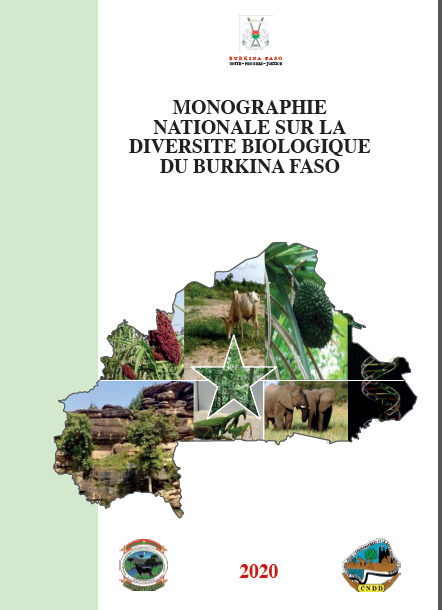 BURKINA FASO
UNITE-PROGRES-JUSTICE
MONOGRAPHIE
NATIONALE SUR LA
DIVERSITE BIOLOGIQUE
DU BURKINA FASO
2020
CNDD